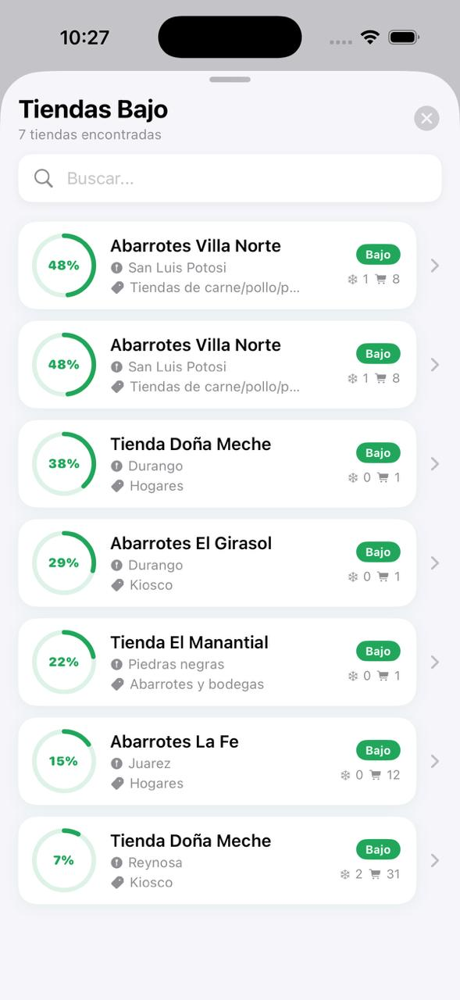 10:27
Tiendas Bajo
7 tiendas encontradas
Buscar...
48%
Abarrotes Villa Norte
San Luis Potosi
Tiendas de carne/pollo/p...
Bajo
1 8
48%
Abarrotes Villa Norte
San Luis Potosi
Tiendas de carne/pollo/p...
Bajo
1 8
38%
Tienda Doña Meche
Durango
Hogares
Bajo
0 1
29%
Abarrotes El Girasol
Durango
Kiosco
Bajo
0 1
22%
Tienda El Manantial
Piedras negras
Abarrotes y bodegas
Bajo
0 1
15%
Abarrotes La Fe
Juarez
Hogares
Bajo
0 12
7%
Tienda Doña Meche
Reynosa
Kiosco
Bajo
2 31